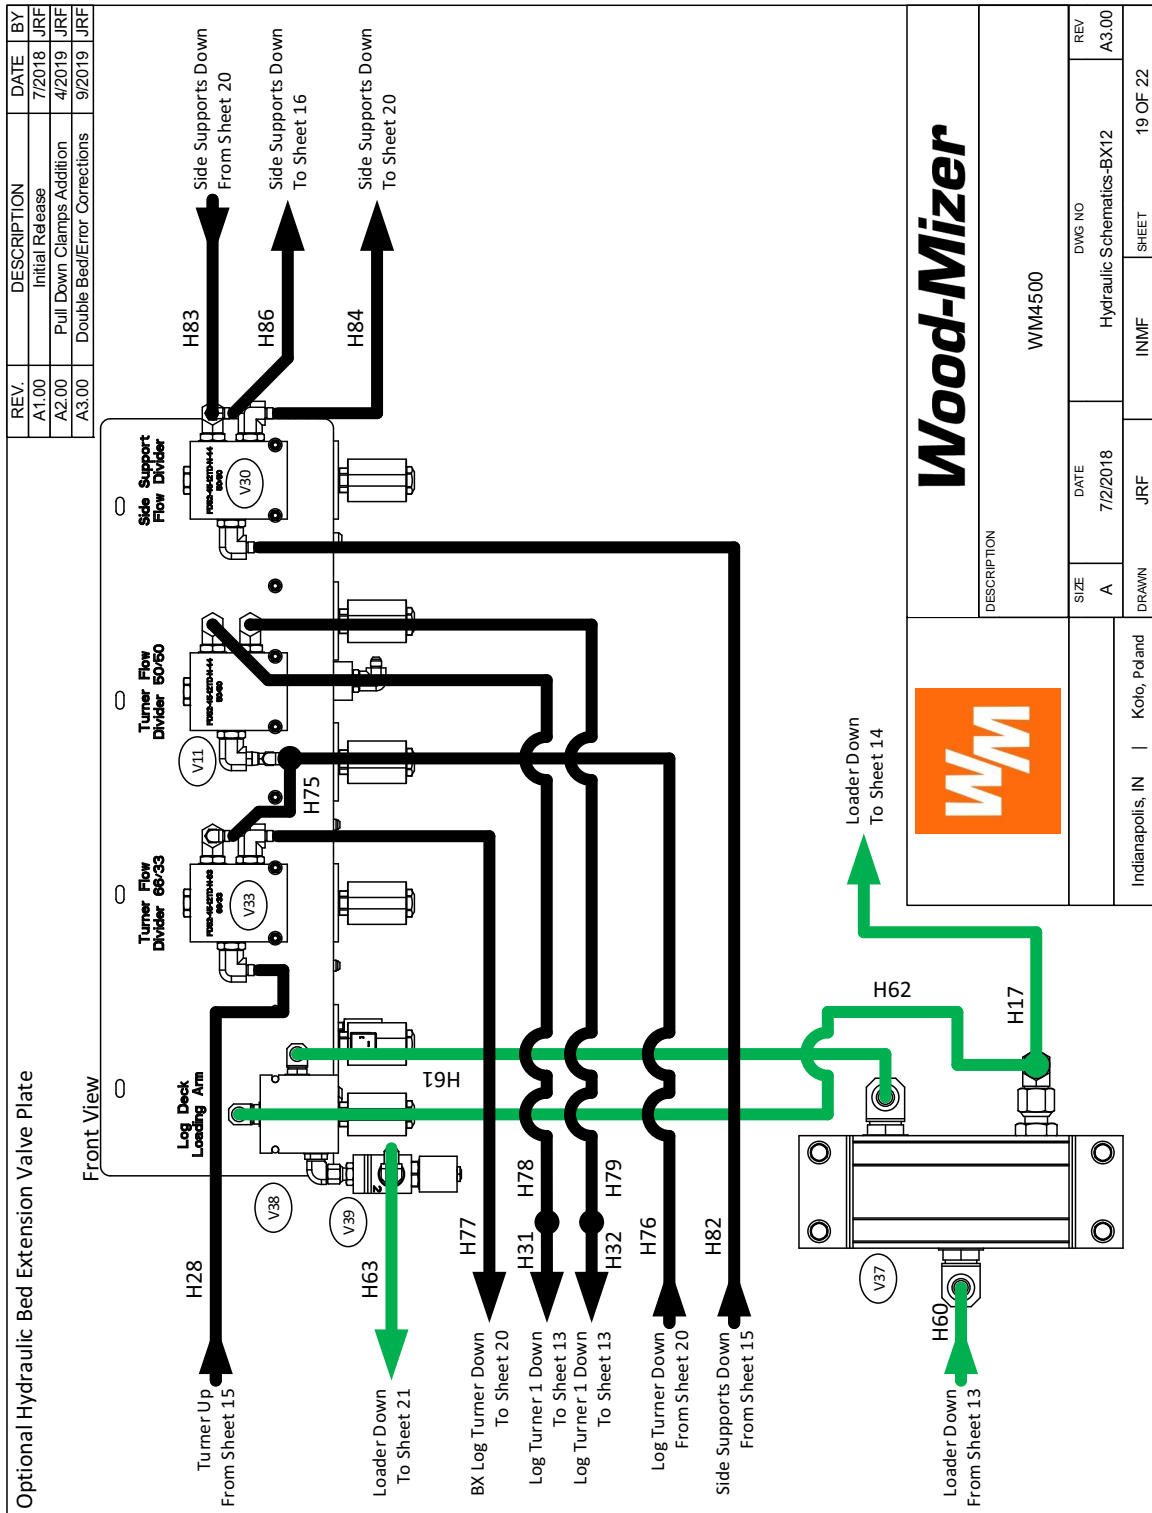 Optional Hydraulic Bed Extension Valve Plate
REV. DESCRIPTION DATE BY
A1.00 Initial Release 7/2018 JRF
A2.00 Pull Down Clamps Addition 4/2019 JRF
A3.00 Double Bed/Error Corrections 9/2019 JRF
Front View
Log Deck
Loading Arm
Turner Flow
Divider 66/33
Turner Flow
Divider 50/50
Side Support
Flow Divider
66/33
50/50
50/50
V38
V39
V33
V11
V30
V37
2
H28
H61
H63
H75
H77
H78
H31
H79
H32
H76
H82
H83
H86
H84
H62
H17
H60
Turner Up
From Sheet 15
Loader Down
To Sheet 21
BX Log Turner Down
To Sheet 20
Log Turner 1 Down
To Sheet 13
Log Turner 1 Down
To Sheet 13
Log Turner Down
From Sheet 20
Side Supports Down
From Sheet 15
Loader Down
From Sheet 13
Side Supports Down
From Sheet 20
Side Supports Down
To Sheet 16
Side Supports Down
To Sheet 20
Loader Down
To Sheet 14
WM
Indianapolis, IN | Koło, Poland
Wood-Mizer
DESCRIPTION
WM4500
SIZE DATE DWG NO REV
A 7/2/2018 Hydraulic Schematics-BX12 A3.00
DRAWN JRF INMF SHEET 19 OF 22